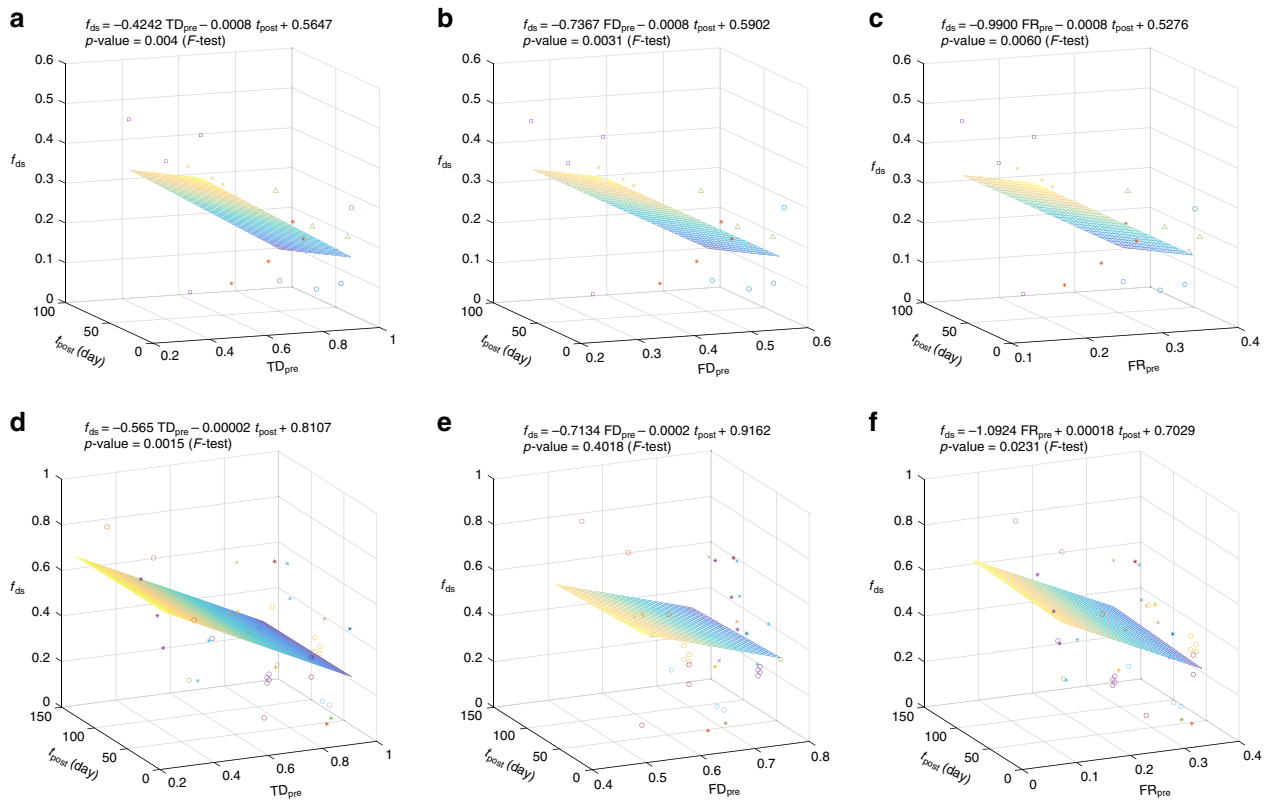 a
f_ds = −0.4242 TD_pre − 0.0008 t_post + 0.5647
p-value = 0.004 (F-test)
0.6
0.5
0.4
f_ds
0.3
0.2
0.1
0
100
50
0
t_post (day)
0.2
0.4
0.6
0.8
1
TD_pre
b
f_ds = −0.7367 FD_pre − 0.0008 t_post + 0.5902
p-value = 0.0031 (F-test)
0.6
0.5
0.4
f_ds
0.3
0.2
0.1
0
100
50
0
t_post (day)
0.2
0.3
0.4
0.5
0.6
FD_pre
c
f_ds = −0.9900 FR_pre − 0.0008 t_post + 0.5276
p-value = 0.0060 (F-test)
0.6
0.5
0.4
f_ds
0.3
0.2
0.1
0
100
50
0
t_post (day)
0.1
0.2
0.3
0.4
FR_pre
d
f_ds = −0.565 TD_pre − 0.00002 t_post + 0.8107
p-value = 0.0015 (F-test)
1
0.8
0.6
f_ds
0.4
0.2
0
150
100
50
0
t_post (day)
0.2
0.4
0.6
0.8
1
TD_pre
e
f_ds = −0.7134 FD_pre − 0.0002 t_post + 0.9162
p-value = 0.4018 (F-test)
1
0.8
0.6
f_ds
0.4
0.2
0
150
100
50
0
t_post (day)
0.4
0.5
0.6
0.7
0.8
FD_pre
f
f_ds = −1.0924 FR_pre + 0.00018 t_post + 0.7029
p-value = 0.0231 (F-test)
1
0.8
0.6
f_ds
0.4
0.2
0
150
100
50
0
t_post (day)
0
0.1
0.2
0.3
0.4
FR_pre